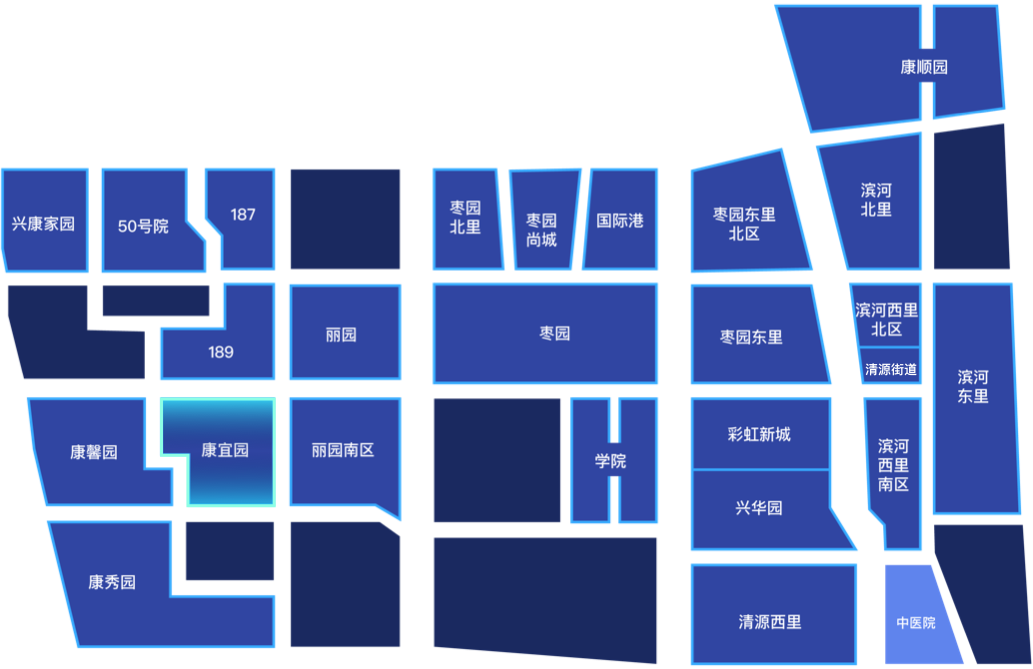 康顺园
兴康家园
50号院
187
枣园
北里
枣园
尚城
国际港
枣园东里
北区
滨河
北里
189
丽园
枣园
枣园东里
滨河西里
北区
清源街道
滨河
东里
康馨园
康宜园
丽园南区
学院
彩虹新城
兴华园
滨河
西里
南区
康秀园
清源西里
中医院